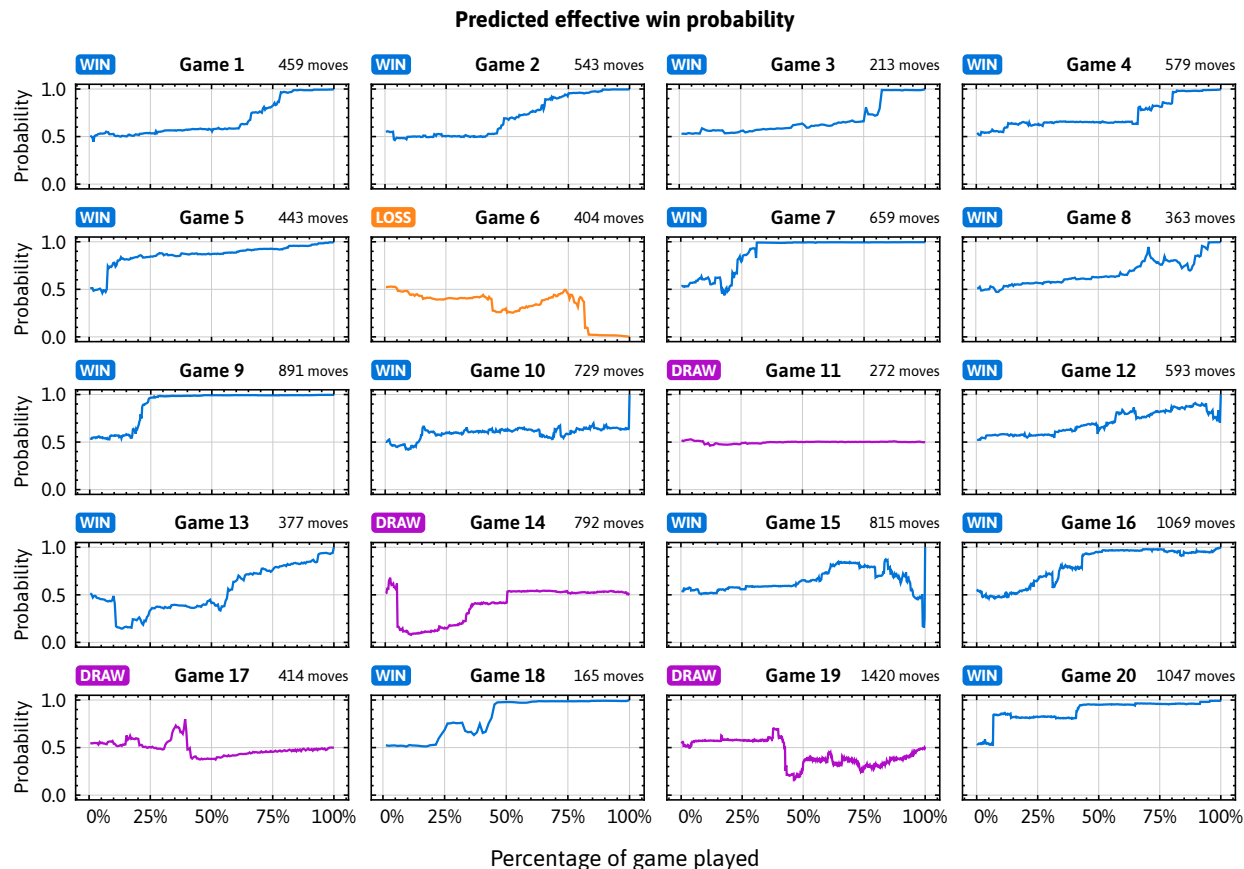 Predicted effective win probability
WIN Game 1 459 moves
WIN Game 2 543 moves
WIN Game 3 213 moves
WIN Game 4 579 moves
Probability
1.0
0.5
0.0
WIN Game 5 443 moves
LOSS Game 6 404 moves
WIN Game 7 659 moves
WIN Game 8 363 moves
Probability
1.0
0.5
0.0
WIN Game 9 891 moves
WIN Game 10 729 moves
DRAW Game 11 272 moves
WIN Game 12 593 moves
Probability
1.0
0.5
0.0
WIN Game 13 377 moves
DRAW Game 14 792 moves
WIN Game 15 815 moves
WIN Game 16 1069 moves
Probability
1.0
0.5
0.0
DRAW Game 17 414 moves
WIN Game 18 165 moves
DRAW Game 19 1420 moves
WIN Game 20 1047 moves
Probability
1.0
0.5
0.0
0% 25% 50% 75% 100%
0% 25% 50% 75% 100%
0% 25% 50% 75% 100%
0% 25% 50% 75% 100%
Percentage of game played